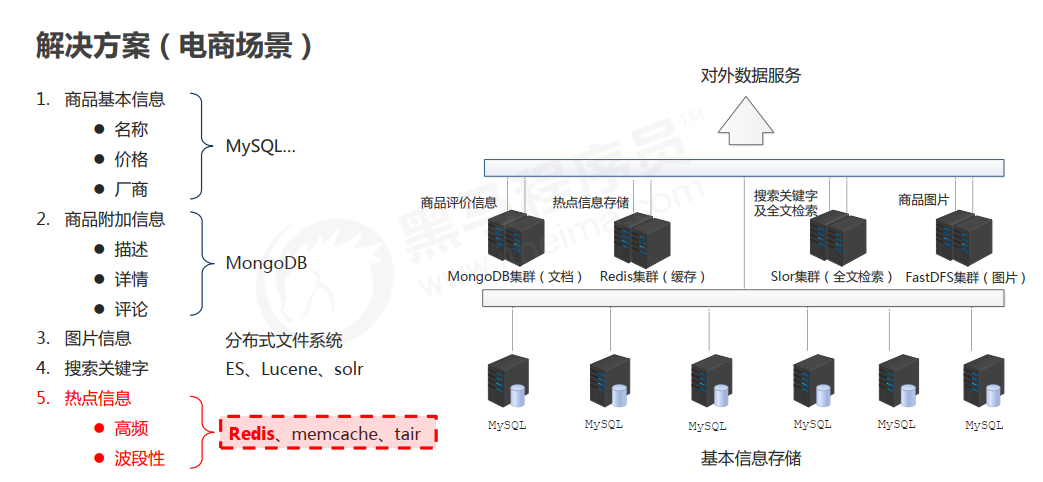 解决方案（电商场景）
1. 商品基本信息
● 名称
● 价格
● 厂商
MySQL...
2. 商品附加信息
● 描述
● 详情
● 评论
MongoDB
3. 图片信息
分布式文件系统
4. 搜索关键字
ES、Lucene、solr
5. 热点信息
● 高频
● 波段性
Redis、memcache、tair
对外数据服务
商品评价信息
热点信息存储
搜索关键字
及全文检索
商品图片
MongoDB集群（文档）
Redis集群（缓存）
Slor集群（全文检索）
FastDFS集群（图片）
MySQL
MySQL
MySQL
MySQL
MySQL
MySQL
基本信息存储
黑马程序员™
www.itheima.com